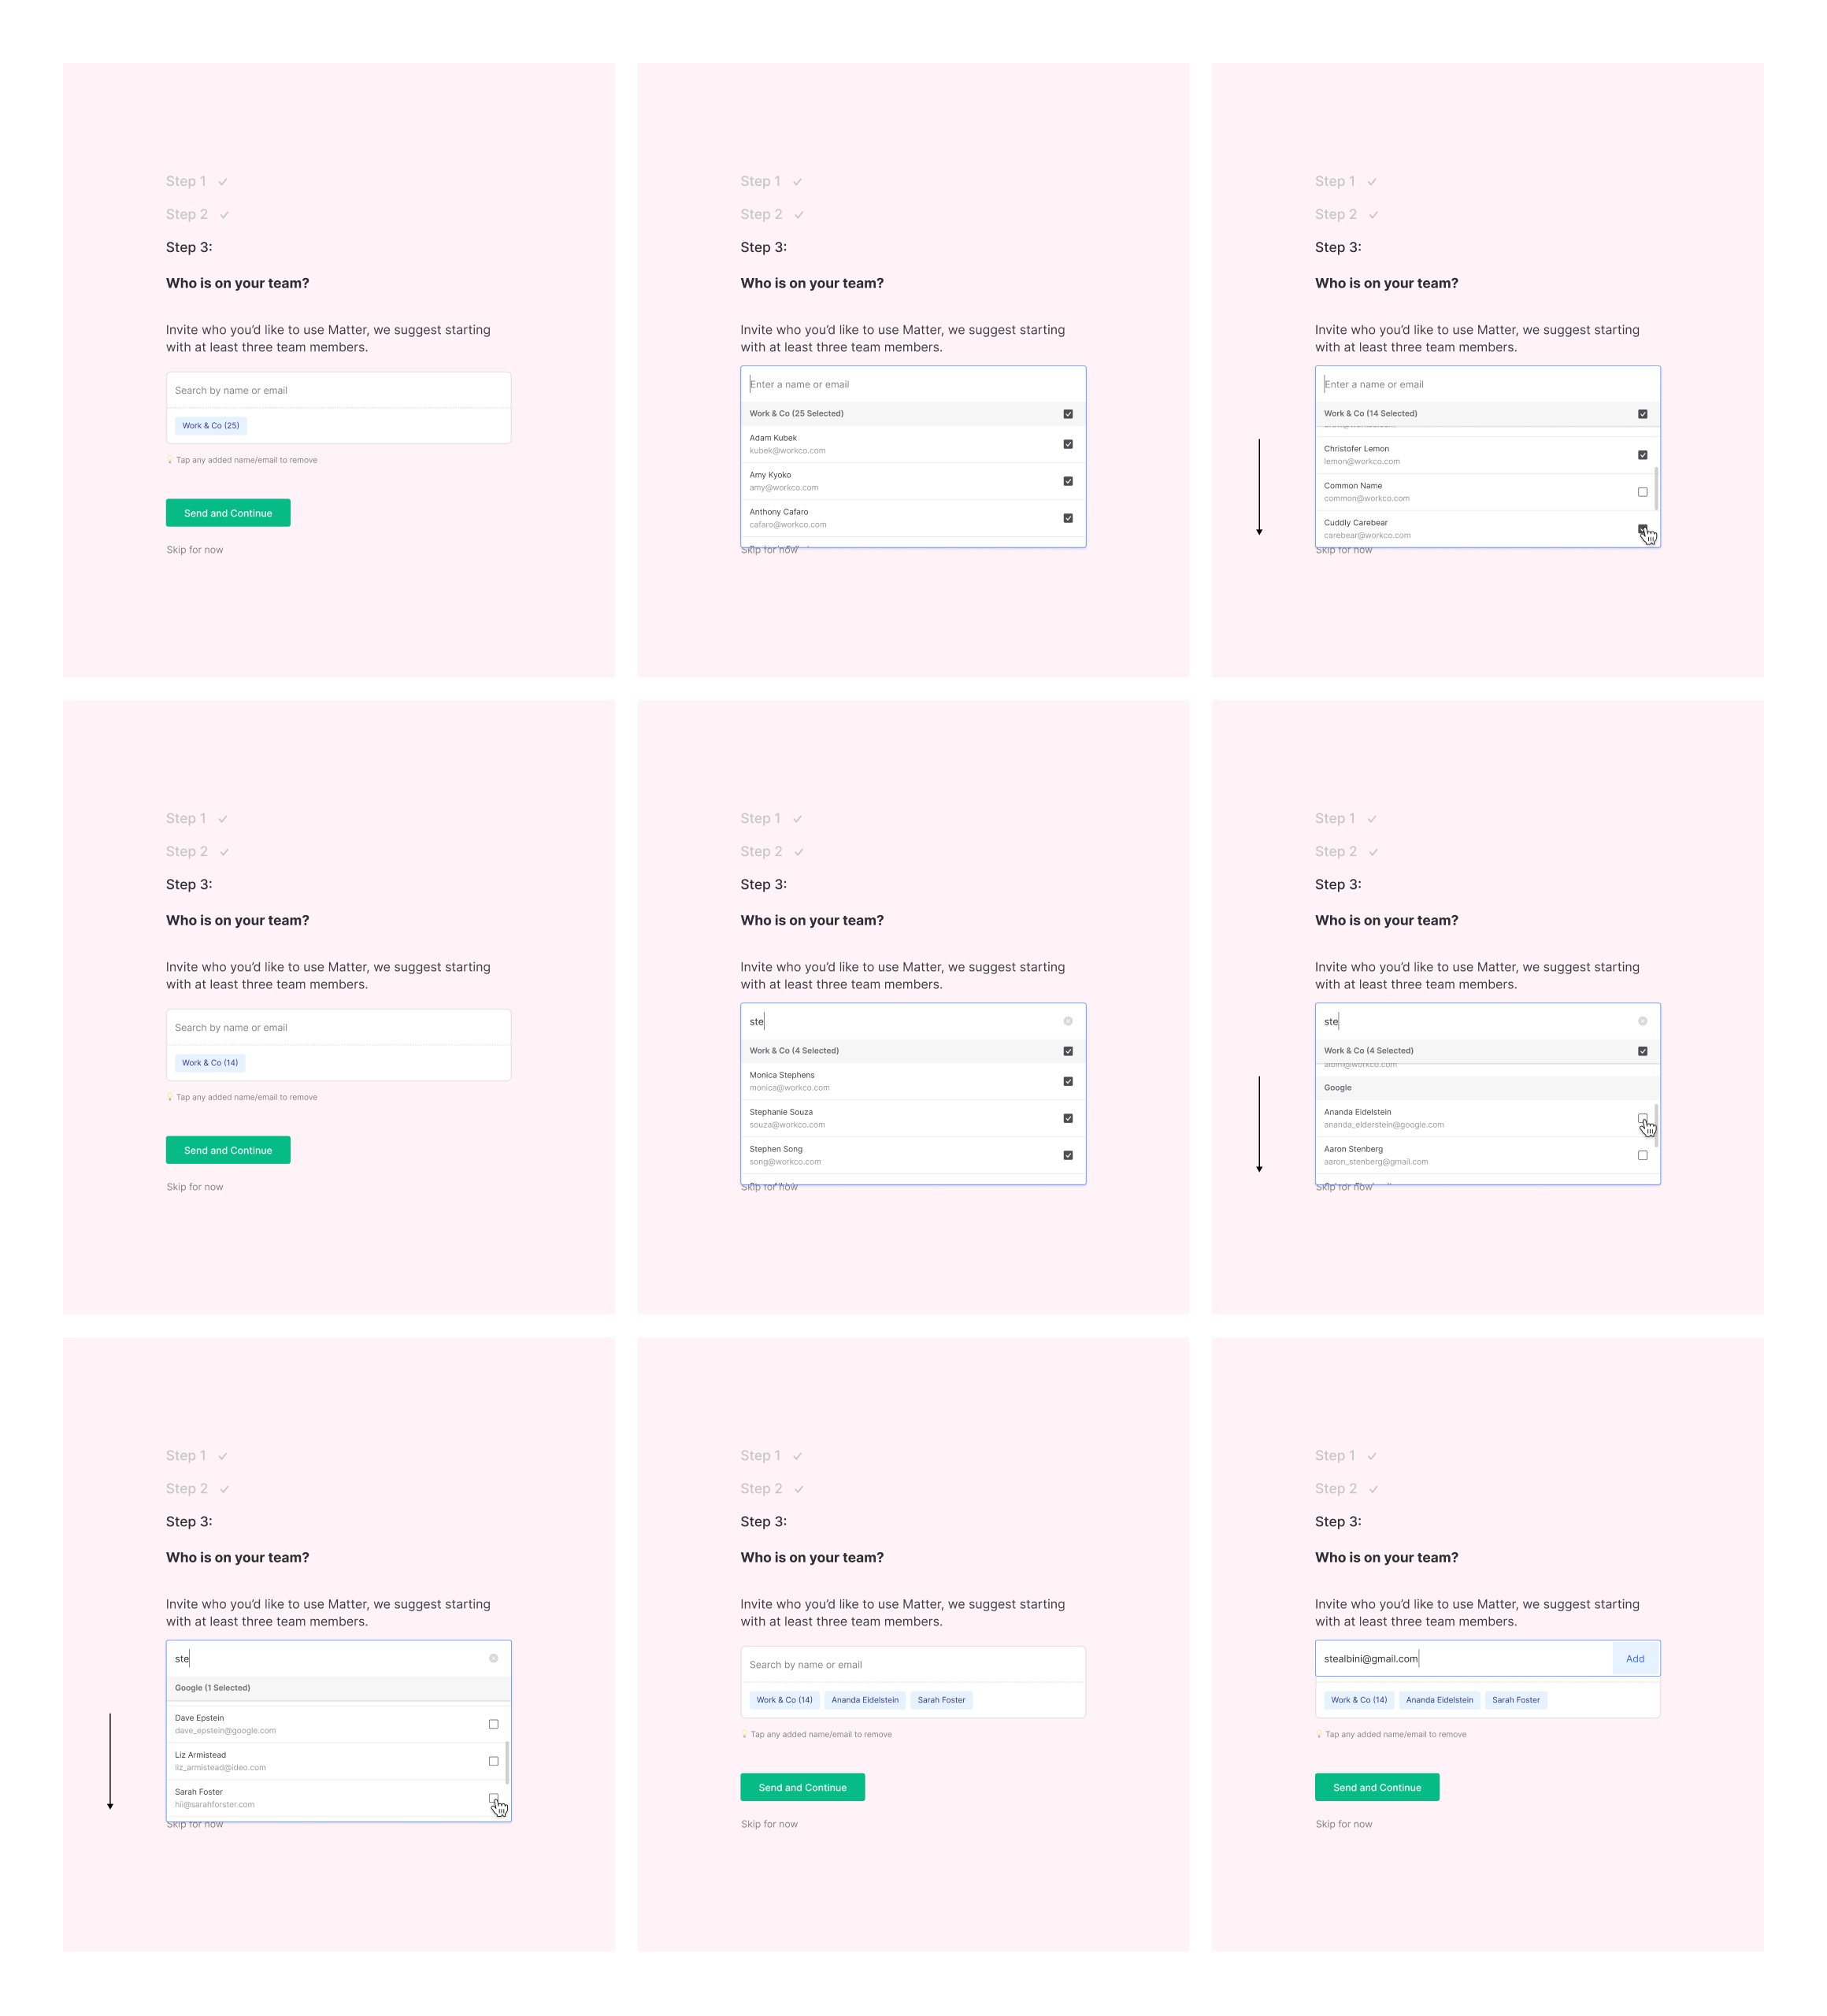 Step 1
Step 2
Step 3:
Who is on your team?
Invite who you'd like to use Matter, we suggest starting
with at least three team members.
Search by name or email
Work & Co (25)
Tap any added name/email to remove
Send and Continue
Skip for now
Step 1
Step 2
Step 3:
Who is on your team?
Invite who you'd like to use Matter, we suggest starting
with at least three team members.
Enter a name or email
Work & Co (25 Selected)
Adam Kubek
kubek@workco.com
Amy Kyoko
amy@workco.com
Anthony Cafaro
cafaro@workco.com
Skip for now
Step 1
Step 2
Step 3:
Who is on your team?
Invite who you'd like to use Matter, we suggest starting
with at least three team members.
Enter a name or email
Work & Co (14 Selected)
Christofer Lemon
lemon@workco.com
Common Name
common@workco.com
Cuddly Carebear
carebear@workco.com
Skip for now
Step 1
Step 2
Step 3:
Who is on your team?
Invite who you'd like to use Matter, we suggest starting
with at least three team members.
Search by name or email
Work & Co (14)
Tap any added name/email to remove
Send and Continue
Skip for now
Step 1
Step 2
Step 3:
Who is on your team?
Invite who you'd like to use Matter, we suggest starting
with at least three team members.
ste
Work & Co (4 Selected)
Monica Stephens
monica@workco.com
Stephanie Souza
souza@workco.com
Stephen Song
song@workco.com
Skip for now
Step 1
Step 2
Step 3:
Who is on your team?
Invite who you'd like to use Matter, we suggest starting
with at least three team members.
ste
Work & Co (4 Selected)
albini@workco.com
Google
Ananda Eidelstein
ananda_elderstein@google.com
Aaron Stenberg
aaron_stenberg@gmail.com
Skip for now
Step 1
Step 2
Step 3:
Who is on your team?
Invite who you'd like to use Matter, we suggest starting
with at least three team members.
ste
Google (1 Selected)
Dave Epstein
dave_epstein@google.com
Liz Armistead
liz_armistead@ideo.com
Sarah Foster
hii@sarahforster.com
Skip for now
Step 1
Step 2
Step 3:
Who is on your team?
Invite who you'd like to use Matter, we suggest starting
with at least three team members.
Search by name or email
Work & Co (14) Ananda Eidelstein Sarah Foster
Tap any added name/email to remove
Send and Continue
Skip for now
Step 1
Step 2
Step 3:
Who is on your team?
Invite who you'd like to use Matter, we suggest starting
with at least three team members.
stealbini@gmail.com Add
Work & Co (14) Ananda Eidelstein Sarah Foster
Tap any added name/email to remove
Send and Continue
Skip for now